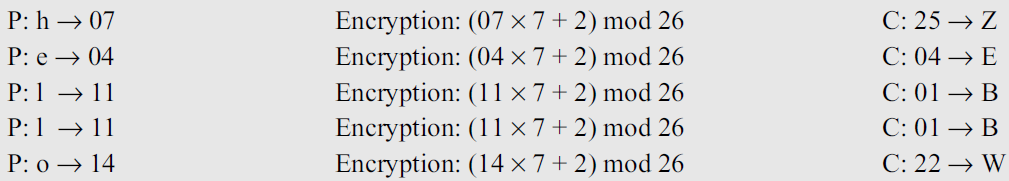 P: h → 07 Encryption: (07 × 7 + 2) mod 26 C: 25 → Z
P: e → 04 Encryption: (04 × 7 + 2) mod 26 C: 04 → E
P: l → 11 Encryption: (11 × 7 + 2) mod 26 C: 01 → B
P: l → 11 Encryption: (11 × 7 + 2) mod 26 C: 01 → B
P: o → 14 Encryption: (14 × 7 + 2) mod 26 C: 22 → W